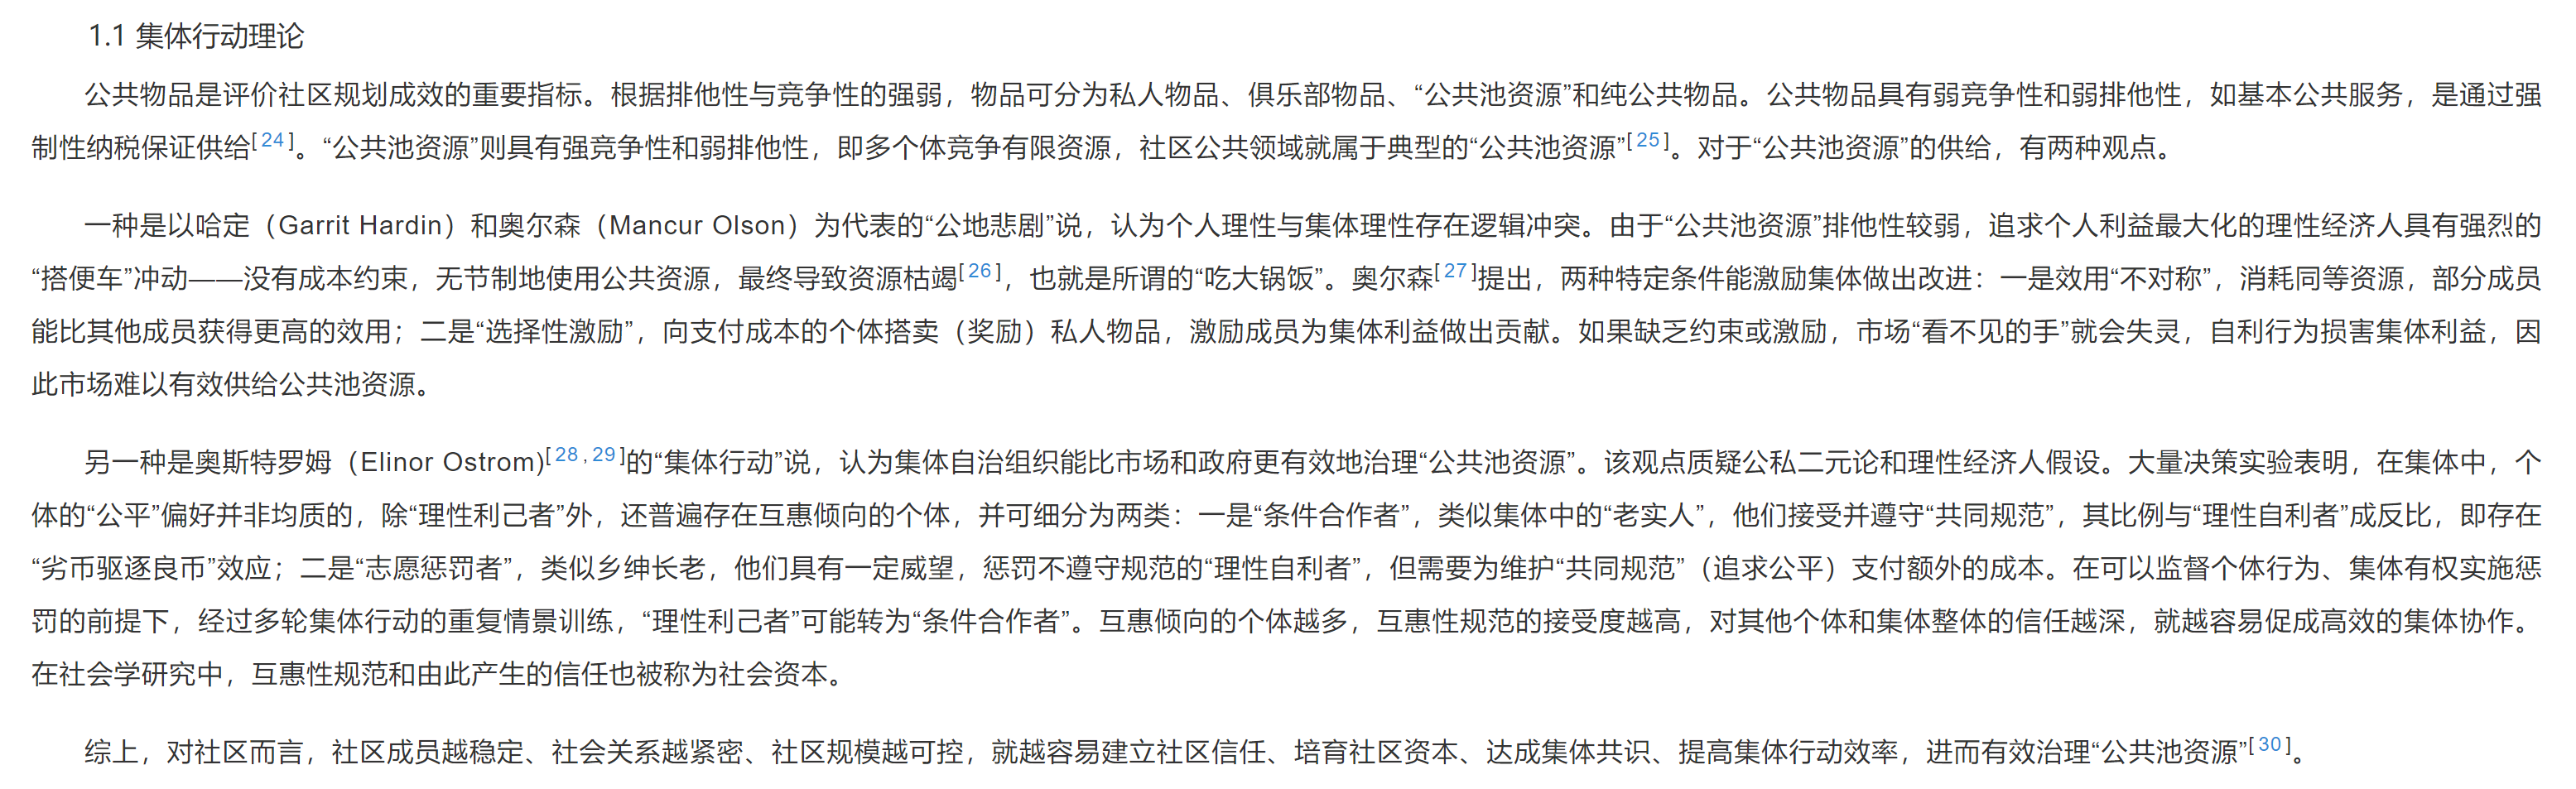 1.1 集体行动理论
公共物品是评价社区规划成效的重要指标。根据排他性与竞争性的强弱，物品可分为私人物品、俱乐部物品、“公共池资源”和纯公共物品。公共物品具有弱竞争性和弱排他性，如基本公共服务，是通过强
制性纳税保证供给[24]。“公共池资源”则具有强竞争性和弱排他性，即多个体竞争有限资源，社区公共领域就属于典型的“公共池资源”[25]。对于“公共池资源”的供给，有两种观点。
一种是以哈定（Garrit Hardin）和奥尔森（Mancur Olson）为代表的“公地悲剧”说，认为个人理性与集体理性存在逻辑冲突。由于“公共池资源”排他性较弱，追求个人利益最大化的理性经济人具有强烈的
“搭便车”冲动——没有成本约束，无节制地使用公共资源，最终导致资源枯竭[26]，也就是所谓的“吃大锅饭”。奥尔森[27]提出，两种特定条件能激励集体做出改进：一是效用“不对称”，消耗同等资源，部分成员
能比其他成员获得更高的效用；二是“选择性激励”，向支付成本的个体搭卖（奖励）私人物品，激励成员为集体利益做出贡献。如果缺乏约束或激励，市场“看不见的手”就会失灵，自利行为损害集体利益，因
此市场难以有效供给公共池资源。
另一种是奥斯特罗姆（Elinor Ostrom)[28,29]的“集体行动”说，认为集体自治组织能比市场和政府更有效地治理“公共池资源”。该观点质疑公私二元论和理性经济人假设。大量决策实验表明，在集体中，个
体的“公平”偏好并非均质的，除“理性利己者”外，还普遍存在互惠倾向的个体，并可细分为两类：一是“条件合作者”，类似集体中的“老实人”，他们接受并遵守“共同规范”，其比例与“理性自利者”成反比，即存在
“劣币驱逐良币”效应；二是“志愿惩罚者”，类似乡绅长老，他们具有一定威望，惩罚不遵守规范的“理性自利者”，但需要为维护“共同规范”（追求公平）支付额外的成本。在可以监督个体行为、集体有权实施惩
罚的前提下，经过多轮集体行动的重复情景训练，“理性利己者”可能转为“条件合作者”。互惠倾向的个体越多，互惠性规范的接受度越高，对其他个体和集体整体的信任越深，就越容易促成高效的集体协作。
在社会学研究中，互惠性规范和由此产生的信任也被称为社会资本。
综上，对社区而言，社区成员越稳定、社会关系越紧密、社区规模越可控，就越容易建立社区信任、培育社区资本、达成集体共识、提高集体行动效率，进而有效治理“公共池资源”[30]。